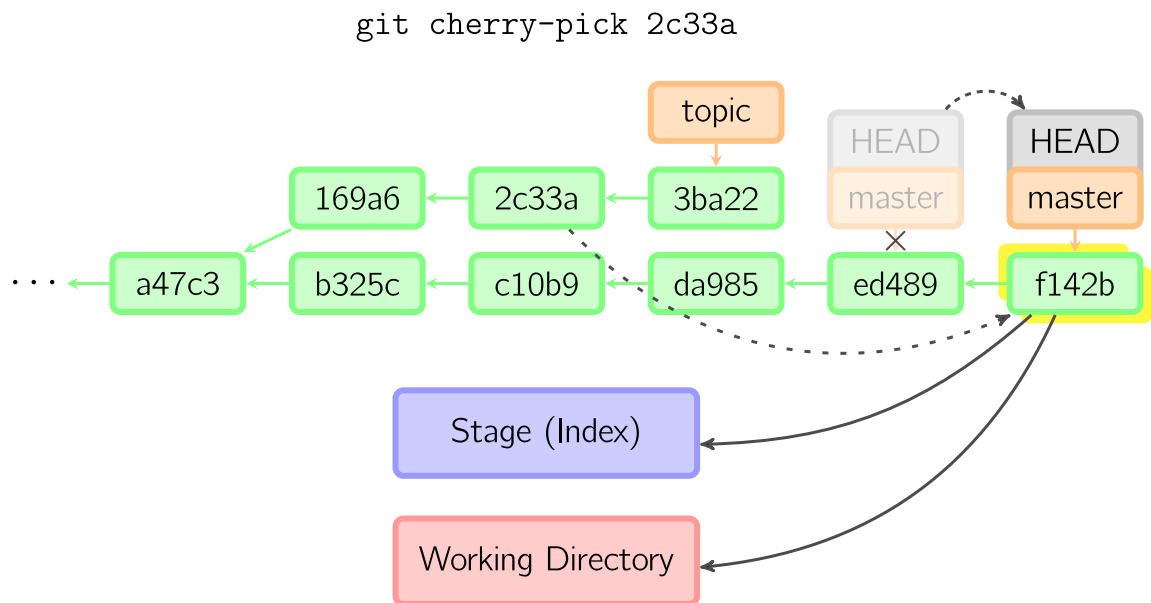 git cherry-pick 2c33a
topic
HEAD
HEAD
169a6
2c33a
3ba22
master
master
...
a47c3
b325c
c10b9
da985
ed489
f142b
Stage (Index)
Working Directory